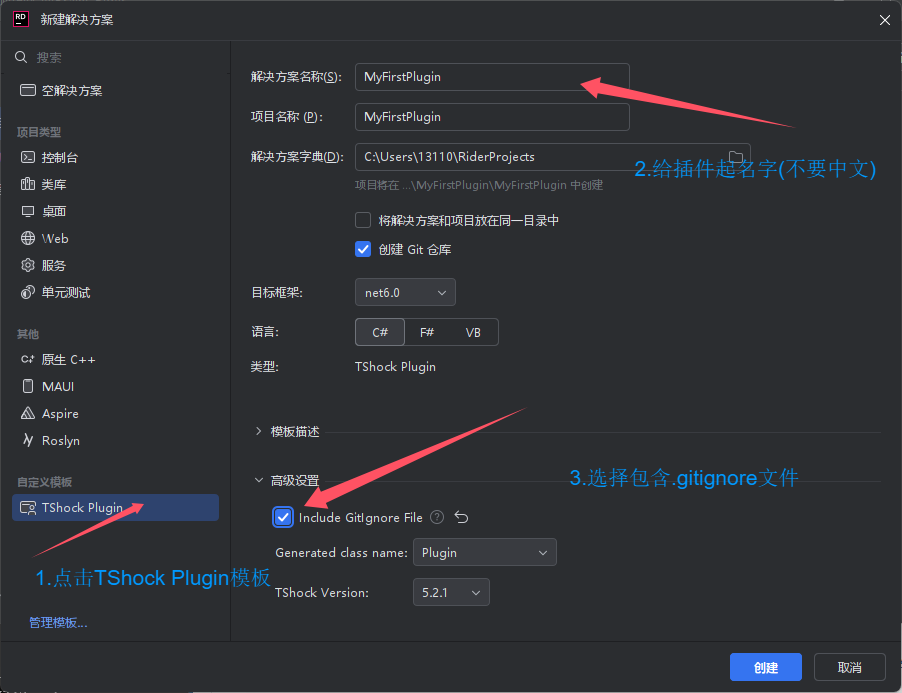 RD 新建解决方案
搜索
空解决方案
项目类型
控制台
类库
桌面
Web
服务
单元测试
其他
C+ 原生 C++
MAUI
Aspire
Roslyn
自定义模板
TShock Plugin
1.点击TShock Plugin模板
管理模板...
解决方案名称(S): MyFirstPlugin
项目名称 (P): MyFirstPlugin
解决方案字典(D): C:\Users\13110\RiderProjects
2.给插件起名字(不要中文)
项目将在 ...\MyFirstPlugin\MyFirstPlugin 中创建
将解决方案和项目放在同一目录中
创建 Git 仓库
目标框架: net6.0
语言: C# F# VB
类型: TShock Plugin
模板描述
高级设置
3.选择包含.gitignore文件
Include GitIgnore File ?
Generated class name: Plugin
TShock Version: 5.2.1
创建 取消